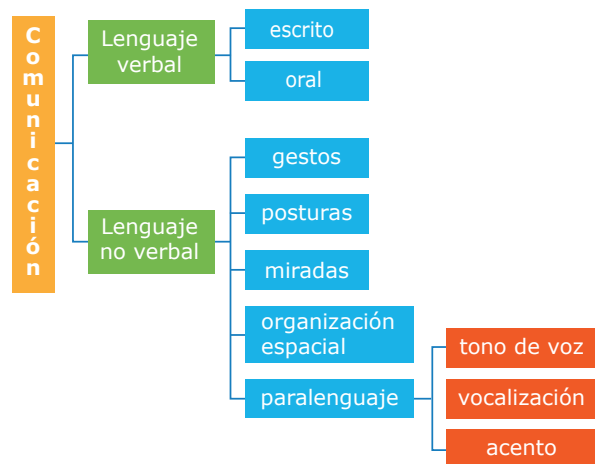 Comunicación
Lenguaje
verbal
escrito
oral
Lenguaje
no verbal
gestos
posturas
miradas
organización
espacial
paralenguaje
tono de voz
vocalización
acento